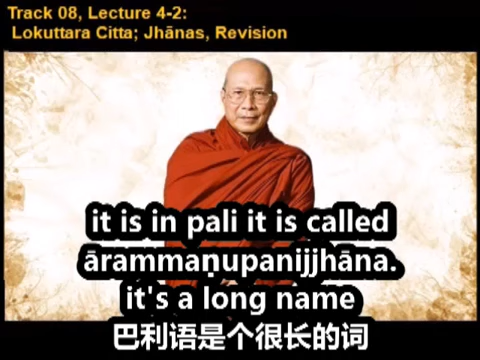 Track 08, Lecture 4-2:
Lokuttara Citta; Jhānas, Revision
it is in pali it is called
ārammaṇupanijjhāna.
it's a long name
巴利语是个很长的词